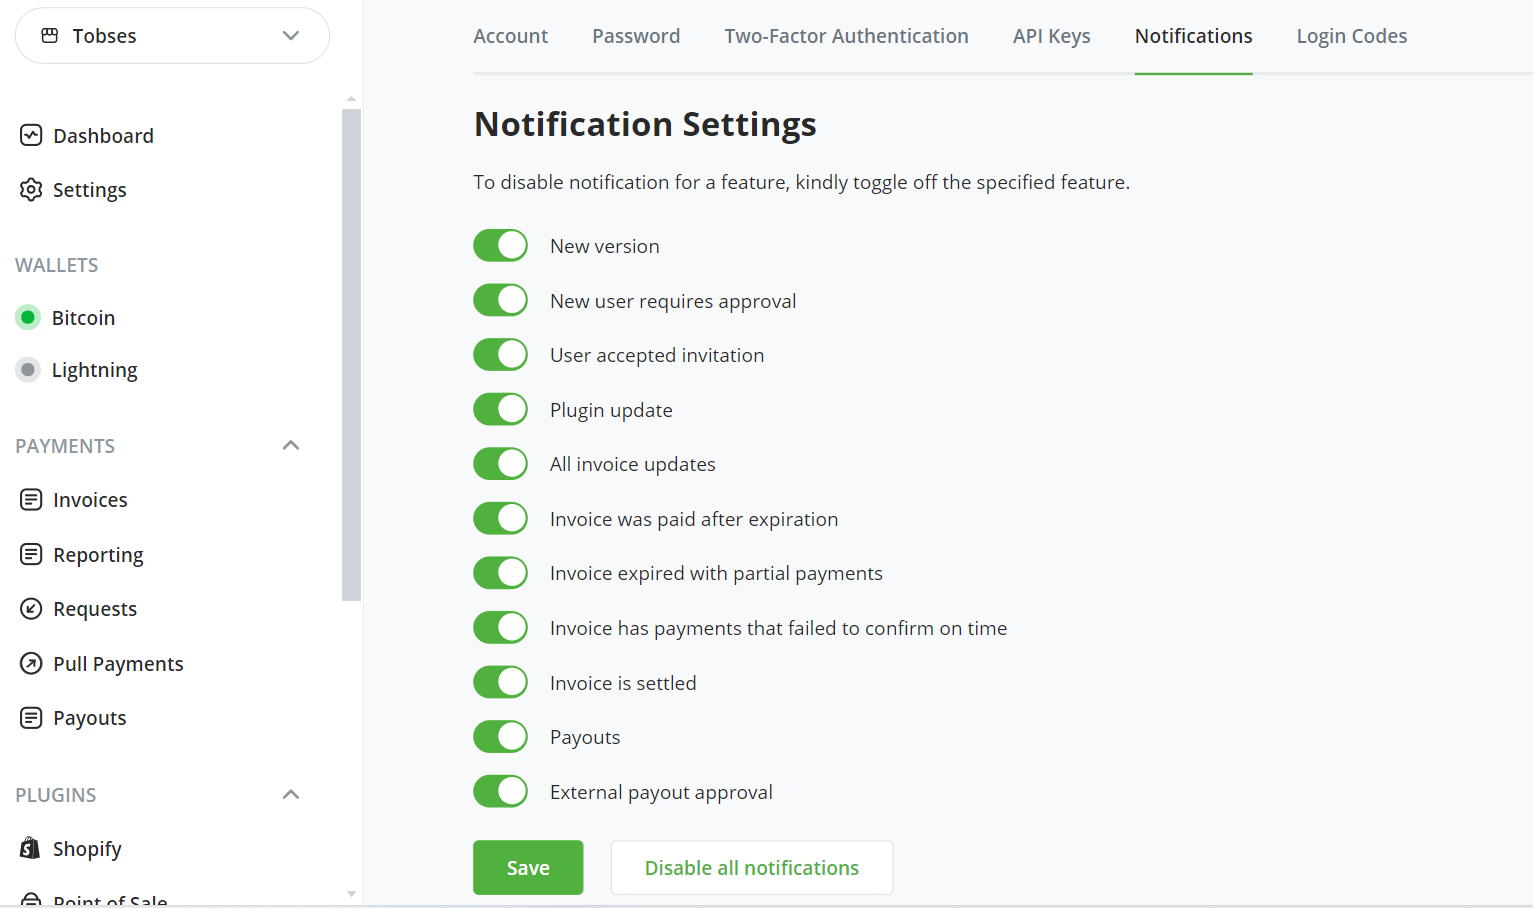 Tobses
Dashboard
Settings
WALLETS
Bitcoin
Lightning
PAYMENTS
Invoices
Reporting
Requests
Pull Payments
Payouts
PLUGINS
Shopify
Point of Sale
Account
Password
Two-Factor Authentication
API Keys
Notifications
Login Codes
Notification Settings
To disable notification for a feature, kindly toggle off the specified feature.
New version
New user requires approval
User accepted invitation
Plugin update
All invoice updates
Invoice was paid after expiration
Invoice expired with partial payments
Invoice has payments that failed to confirm on time
Invoice is settled
Payouts
External payout approval
Save
Disable all notifications